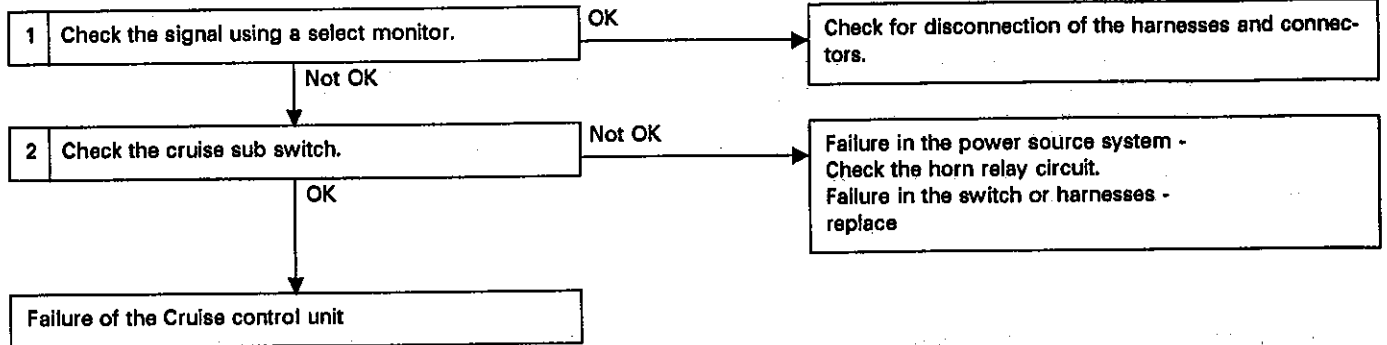 1 Check the signal using a select monitor.
OK
Check for disconnection of the harnesses and connec-
tors.
Not OK
2 Check the cruise sub switch.
Not OK
Failure in the power source system -
Check the horn relay circuit.
Failure in the switch or harnesses -
replace
OK
Failure of the Cruise control unit